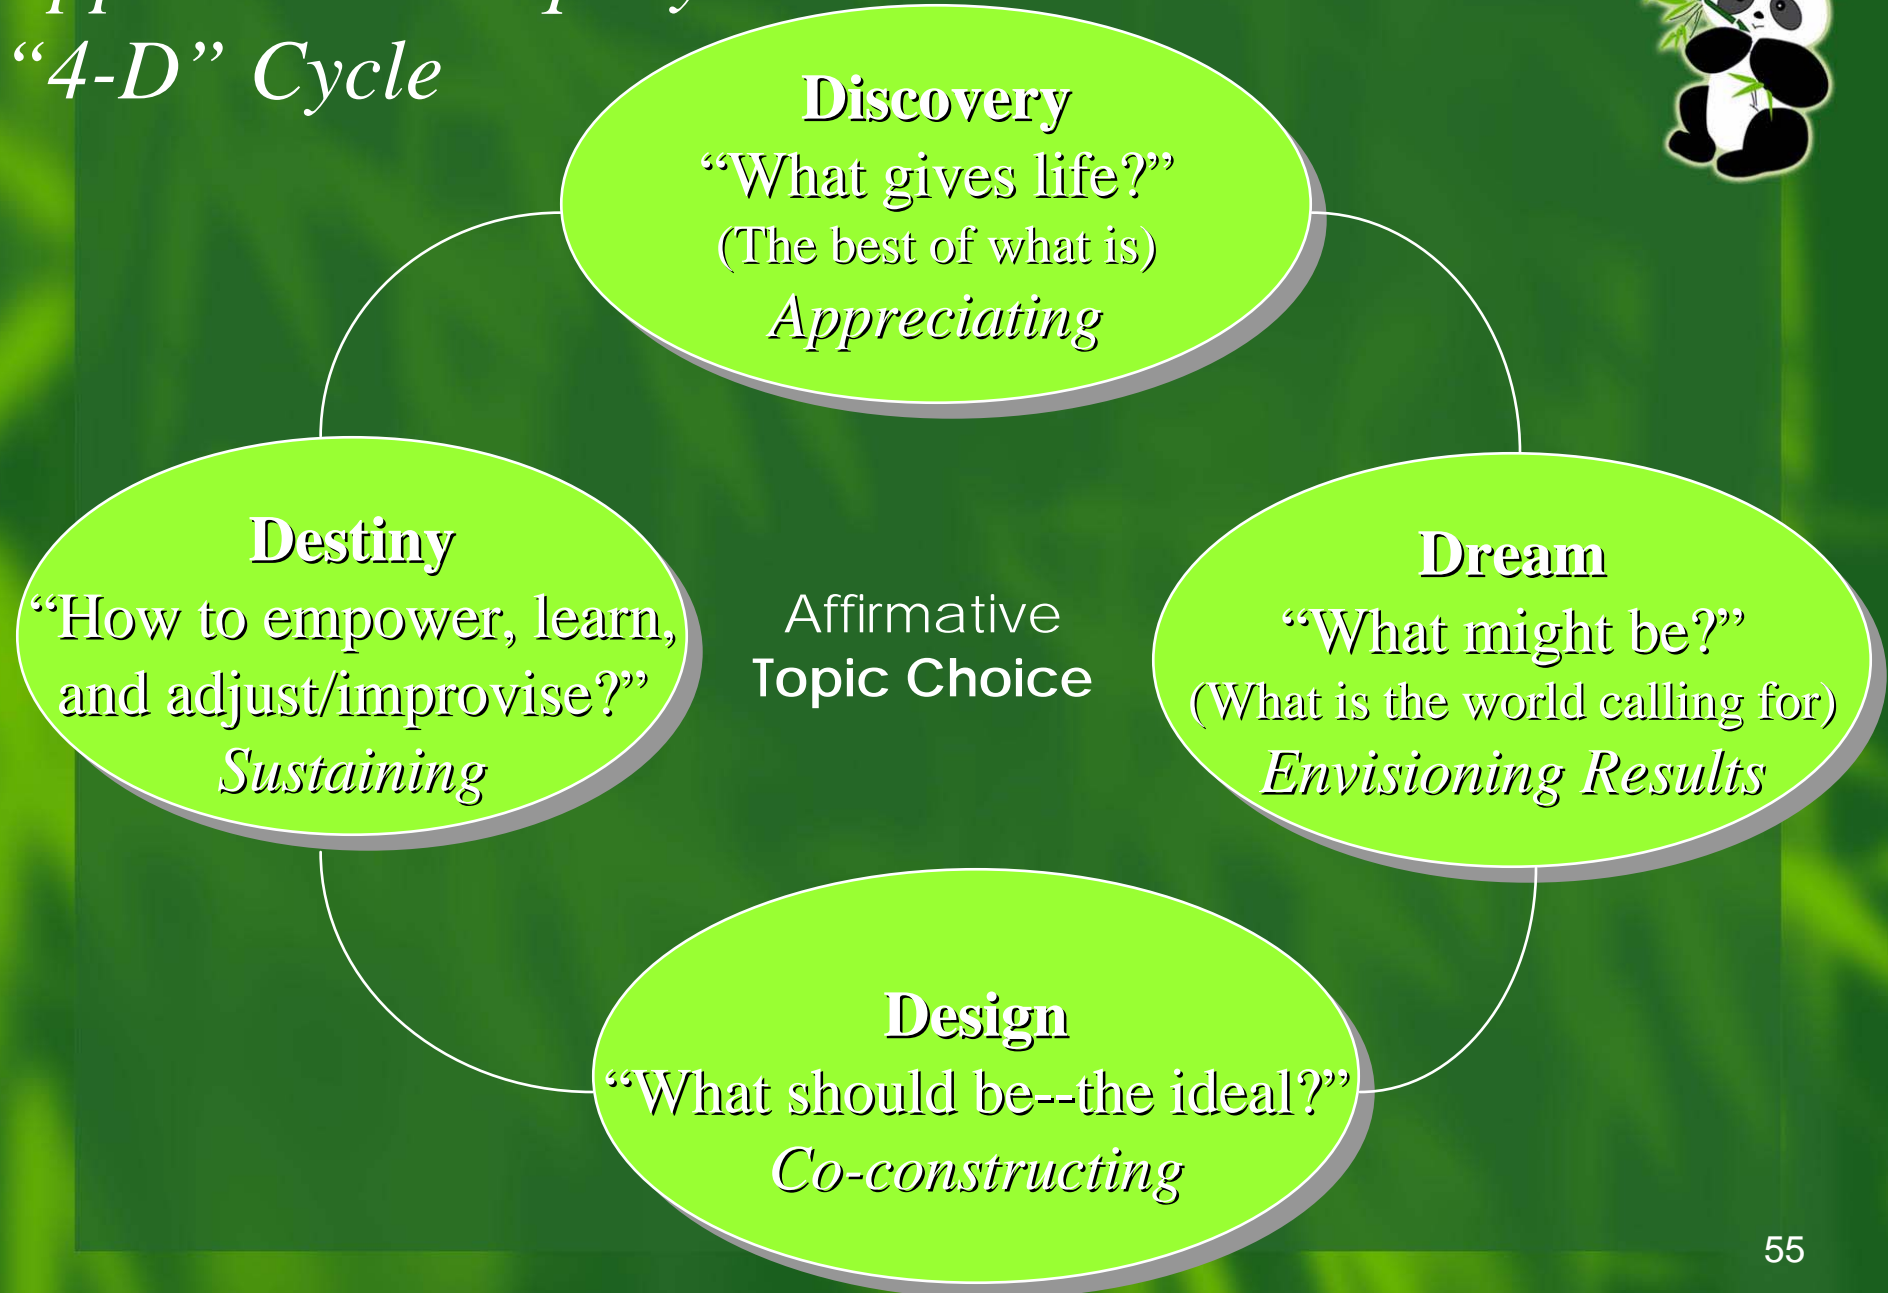 “4-D” Cycle
Discovery
“What gives life?”
(The best of what is)
Appreciating
Destiny
“How to empower, learn,
and adjust/improvise?”
Sustaining
Affirmative
Topic Choice
Dream
“What might be?”
(What is the world calling for)
Envisioning Results
Design
“What should be--the ideal?”
Co-constructing
55